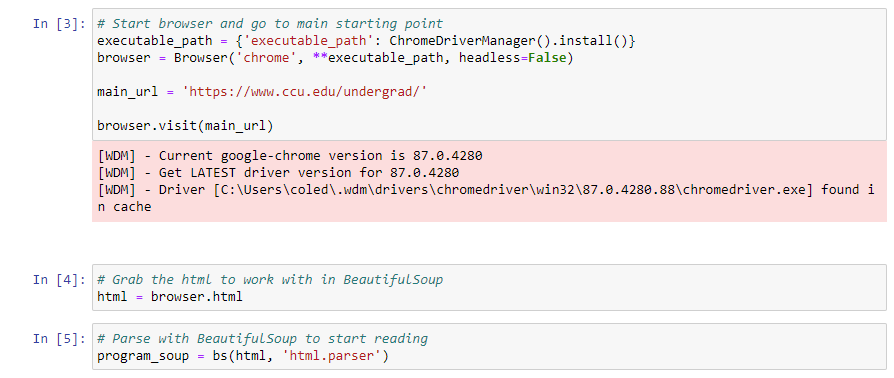 In [3]: # Start browser and go to main starting point
executable_path = {'executable_path': ChromeDriverManager().install()}
browser = Browser('chrome', **executable_path, headless=False)
main_url = 'https://www.ccu.edu/undergrad/'
browser.visit(main_url)
[WDM] - Current google-chrome version is 87.0.4280
[WDM] - Get LATEST driver version for 87.0.4280
[WDM] - Driver [C:\Users\coled\.wdm\drivers\chromedriver\win32\87.0.4280.88\chromedriver.exe] found i
n cache
In [4]: # Grab the html to work with in BeautifulSoup
html = browser.html
In [5]: # Parse with BeautifulSoup to start reading
program_soup = bs(html, 'html.parser')